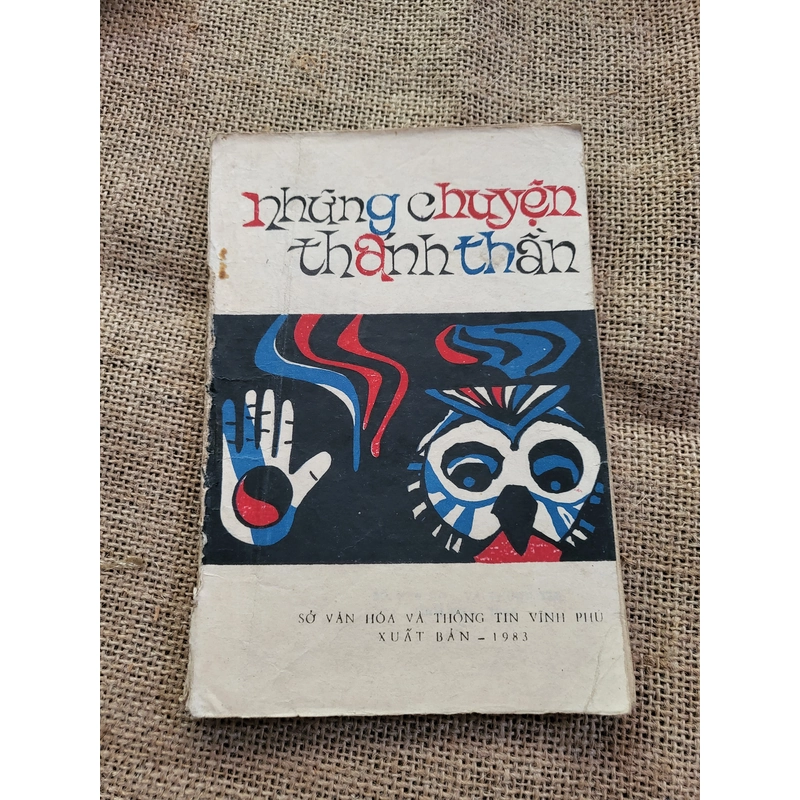 những chuyện
thánh thần
SỞ VĂN HÓA VÀ THÔNG TIN VĨNH PHÚ
XUẤT BẢN – 1983